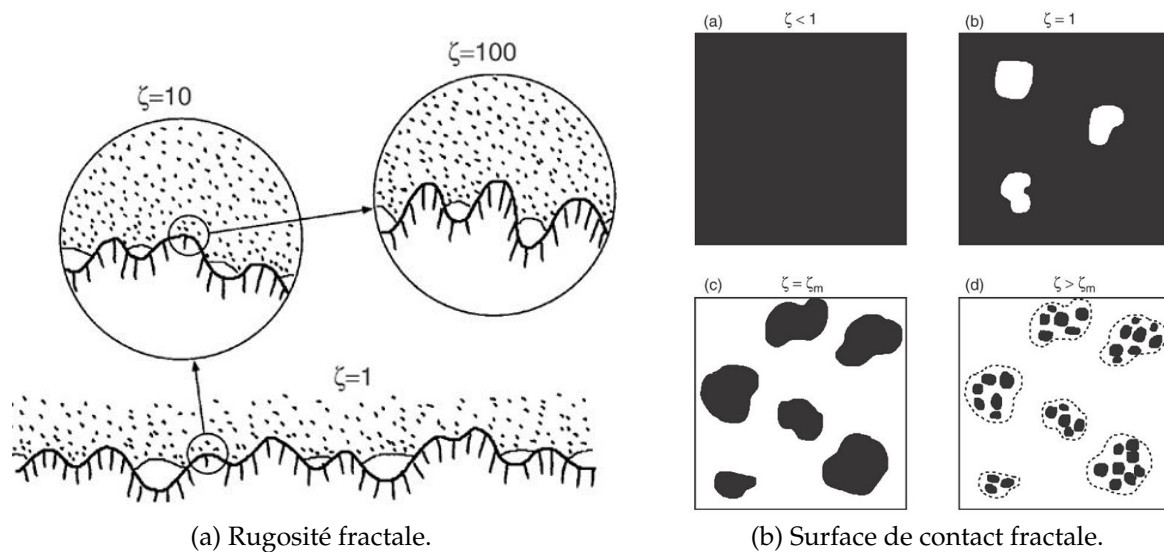 ζ=100
ζ=10
ζ=1
(a) Rugosité fractale.
(a) ζ < 1
(b) ζ = 1
(c) ζ = ζm
(d) ζ > ζm
(b) Surface de contact fractale.